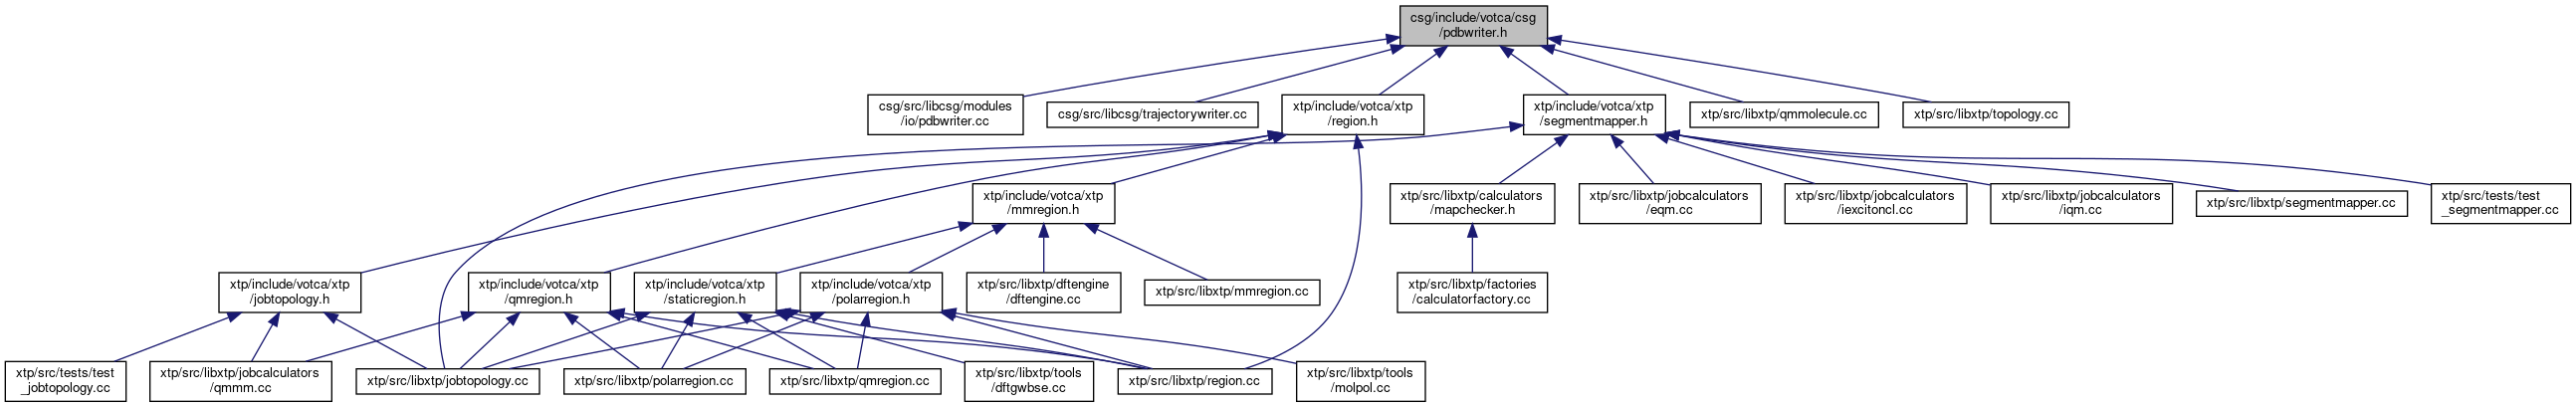 csg/include/votca/csg
/pdbwriter.h
csg/src/libcsg/modules
/io/pdbwriter.cc
csg/src/libcsg/trajectorywriter.cc
xtp/include/votca/xtp
/region.h
xtp/include/votca/xtp
/segmentmapper.h
xtp/src/libxtp/qmmolecule.cc
xtp/src/libxtp/topology.cc
xtp/include/votca/xtp
/mmregion.h
xtp/src/libxtp/calculators
/mapchecker.h
xtp/src/libxtp/jobcalculators
/eqm.cc
xtp/src/libxtp/jobcalculators
/iexcitoncl.cc
xtp/src/libxtp/jobcalculators
/iqm.cc
xtp/src/libxtp/segmentmapper.cc
xtp/src/tests/test
_segmentmapper.cc
xtp/include/votca/xtp
/jobtopology.h
xtp/include/votca/xtp
/qmregion.h
xtp/include/votca/xtp
/staticregion.h
xtp/include/votca/xtp
/polarregion.h
xtp/src/libxtp/dftengine
/dftengine.cc
xtp/src/libxtp/mmregion.cc
xtp/src/libxtp/factories
/calculatorfactory.cc
xtp/src/tests/test
_jobtopology.cc
xtp/src/libxtp/jobcalculators
/qmmm.cc
xtp/src/libxtp/jobtopology.cc
xtp/src/libxtp/polarregion.cc
xtp/src/libxtp/qmregion.cc
xtp/src/libxtp/tools
/dftgwbse.cc
xtp/src/libxtp/region.cc
xtp/src/libxtp/tools
/molpol.cc